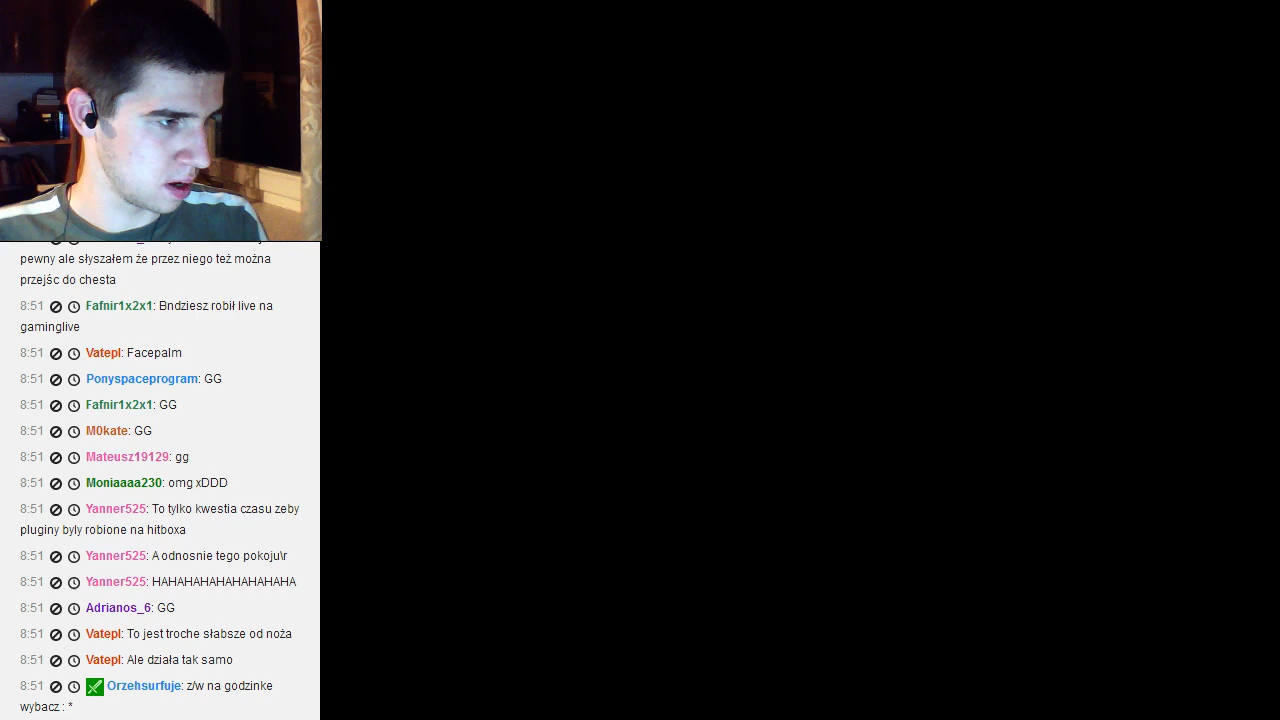 pewny ale słyszałem że przez niego też można
przejśc do chesta
8:51 Fafnir1x2x1: Bndziesz robił live na
gaminglive
8:51 Vatepl: Facepalm
8:51 Ponyspaceprogram: GG
8:51 Fafnir1x2x1: GG
8:51 M0kate: GG
8:51 Mateusz19129: gg
8:51 Moniaaaa230: omg xDDD
8:51 Yanner525: To tylko kwestia czasu zeby
pluginy byly robione na hitboxa
8:51 Yanner525: A odnosnie tego pokoju\r
8:51 Yanner525: HAHAHAHAHAHAHAHAHA
8:51 Adrianos_6: GG
8:51 Vatepl: To jest troche słabsze od noża
8:51 Vatepl: Ale działa tak samo
8:51 Orzehsurfuje: z/w na godzinke
wybacz : *